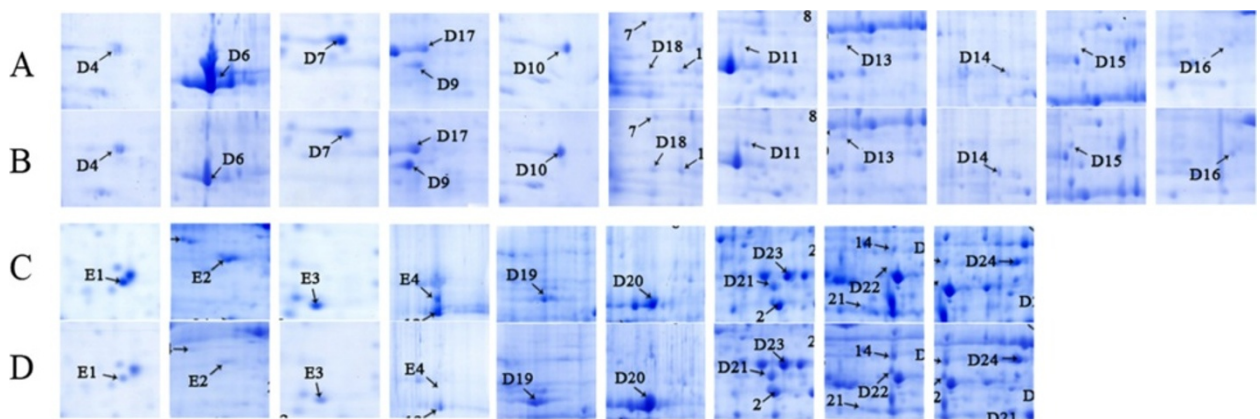 A D4 D6 D7 D17 D9 D10 7 D18 1 8 D11 D13 D14 D15 D16
B D4 D6 D7 D17 D9 D10 7 D18 1 8 D11 D13 D14 D15 D16
C E1 E2 E3 E4 D19 D20 D23 2 D21 2 14 D D22 21 D24 D
D E1 E2 E3 E4 D19 D20 D23 2 D21 2 14 D D22 21 2 D24 D D21